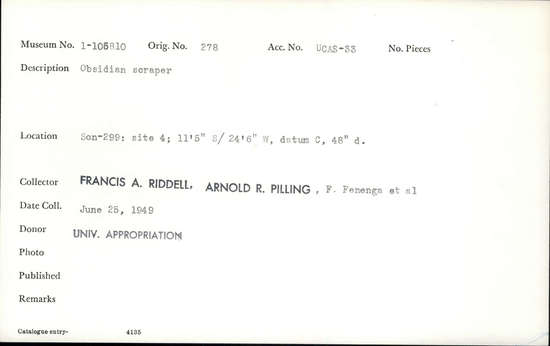 Museum No. 1-105810 Orig. No. 278 Acc. No. UCAS-33 No. Pieces
Description Obsidian scraper
Location Son-299: site 4; 11'5" S/ 24'6" W, datum C, 48" d.
Collector FRANCIS A. RIDDELL, ARNOLD R. PILLING , F. Fenenga et al
Date Coll. June 25, 1949
Donor UNIV. APPROPRIATION
Photo
Published
Remarks
Catalogue entry- 4135